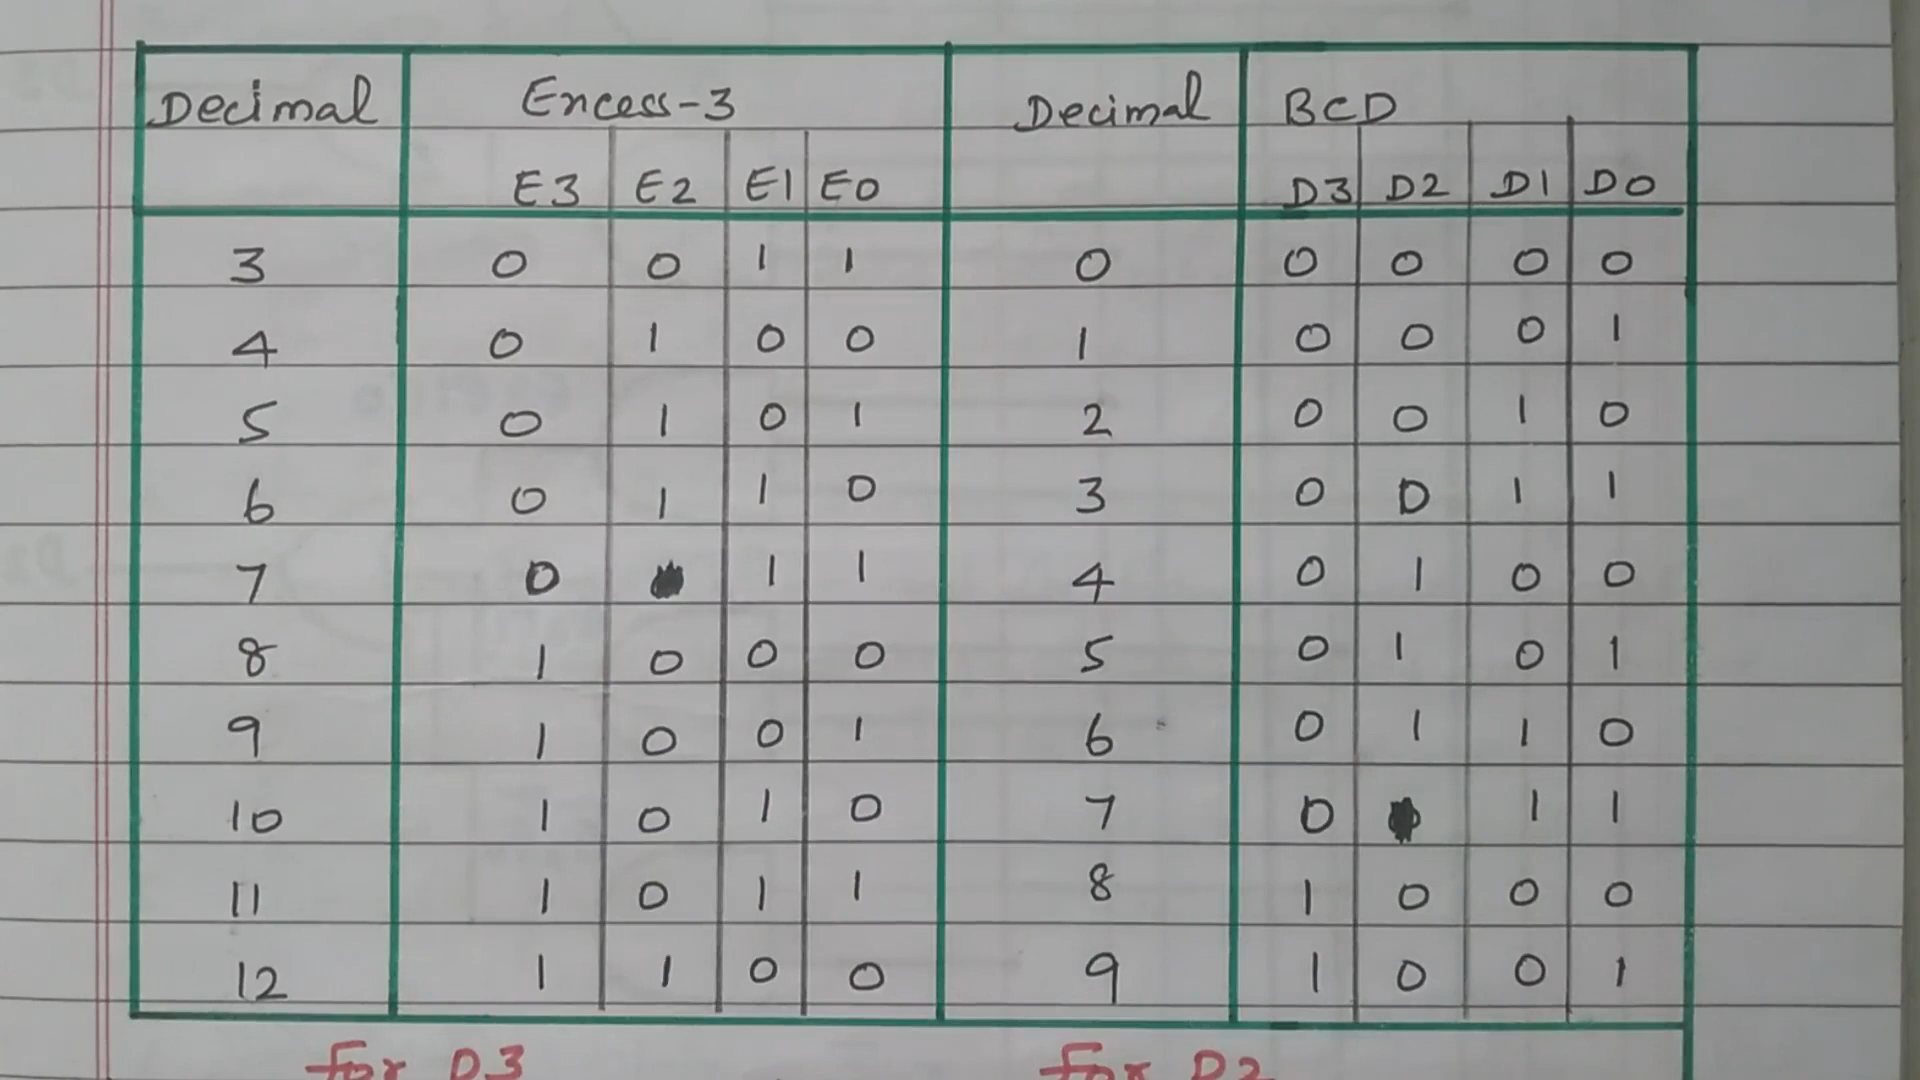 Decimal Encess-3 Decimal BCD
E3 E2 E1 E0 D3 D2 D1 D0
3 0 0 1 1 0 0 0 0 0
4 0 1 0 0 1 0 0 0 1
5 0 1 0 1 2 0 0 1 0
6 0 1 1 0 3 0 0 1 1
7 0 1 1 4 0 1 0 0
8 1 0 0 0 5 0 1 0 1
9 1 0 0 1 6 0 1 1 0
10 1 0 1 0 7 0 1 1
11 1 0 1 1 8 1 0 0 0
12 1 1 0 0 9 1 0 0 1
for D3 for D2